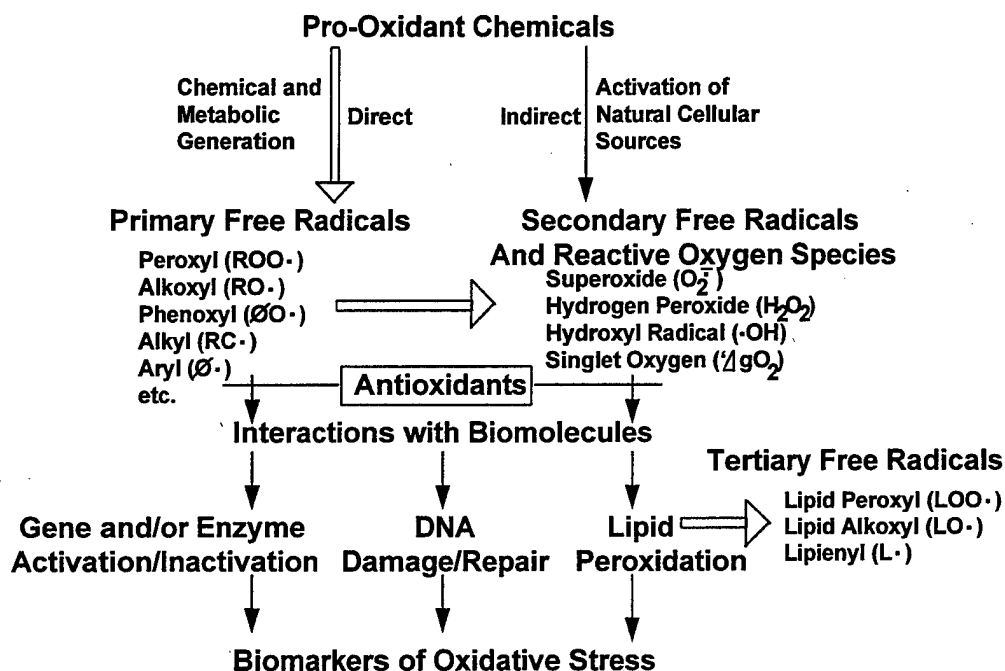 Pro-Oxidant Chemicals
Chemical and
Metabolic
Generation
Direct
Indirect
Activation of
Natural Cellular
Sources
Primary Free Radicals
Peroxyl (ROO·)
Alkoxyl (RO·)
Phenoxyl (ØO·)
Alkyl (RC·)
Aryl (Ø·)
etc.
Secondary Free Radicals
And Reactive Oxygen Species
Superoxide (O₂⁻)
Hydrogen Peroxide (H₂O₂)
Hydroxyl Radical (·OH)
Singlet Oxygen (¹⁄ΔgO₂)
Antioxidants
Interactions with Biomolecules
Tertiary Free Radicals
Lipid Peroxyl (LOO·)
Lipid Alkoxyl (LO·)
Lipienyl (L·)
Gene and/or Enzyme
Activation/Inactivation
DNA
Damage/Repair
Lipid
Peroxidation
Biomarkers of Oxidative Stress